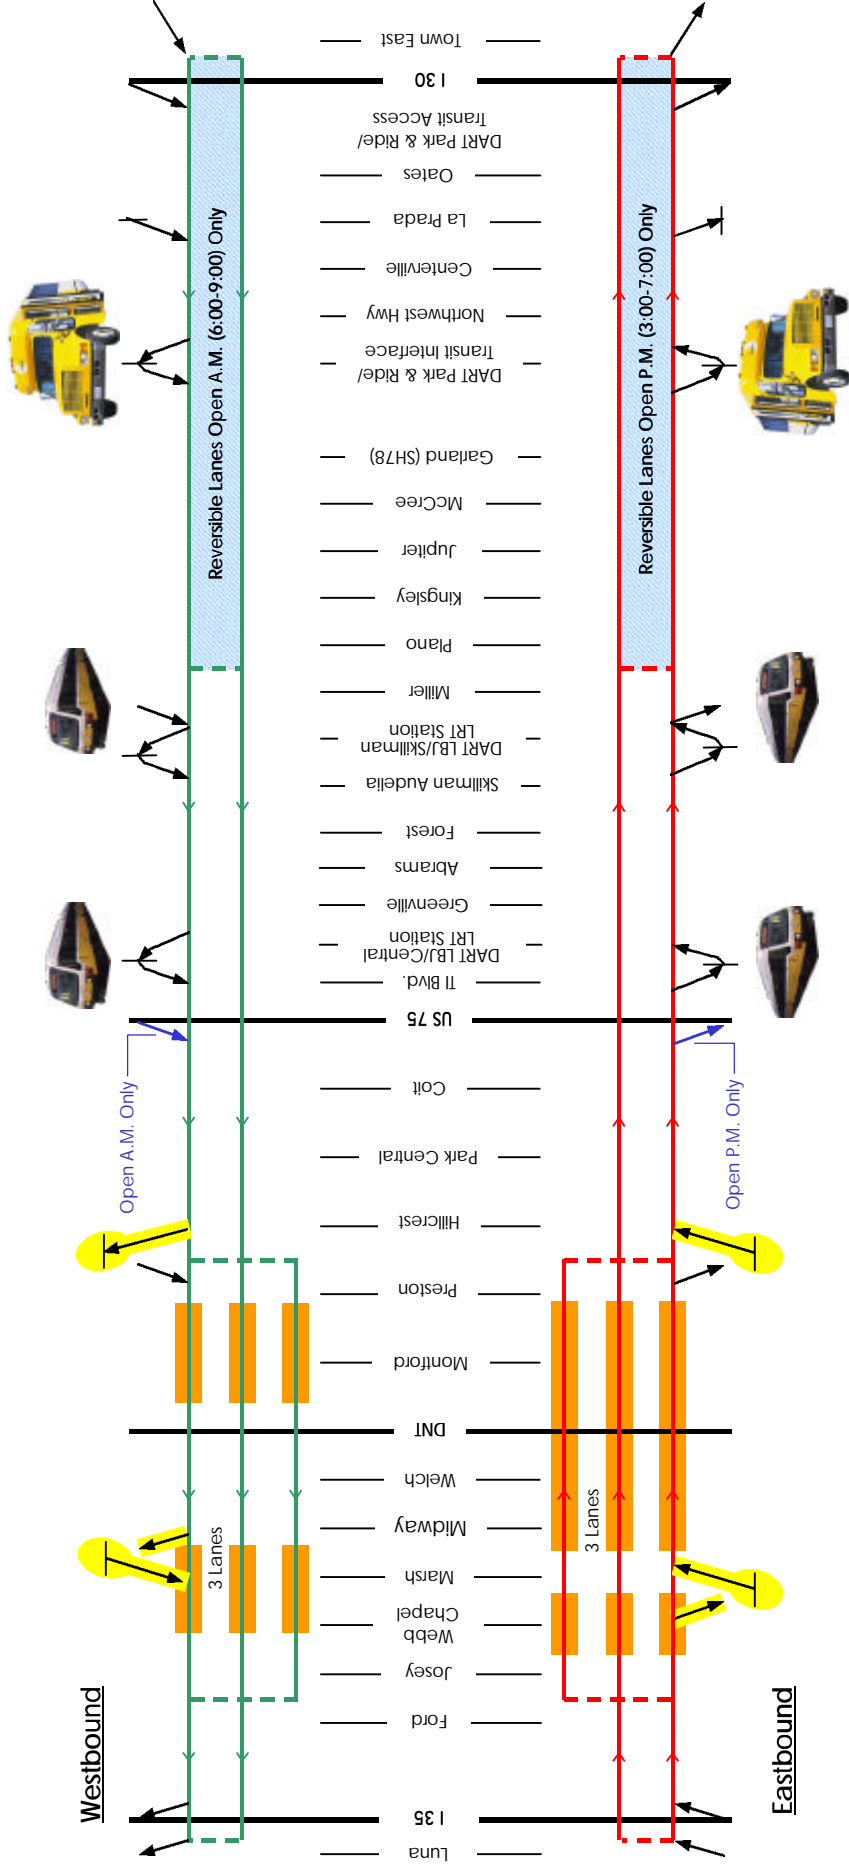 Town East
I 30
DART Park & Ride/
Transit Access
Oates
La Prada
Centerville
Northwest Hwy
DART Park & Ride/
Transit Interface
Garland (SH78)
McCree
Jupiter
Kingsley
Plano
Miller
DART LBJ/Skillman
LRT Station
Skillman Audelia
Forest
Abrams
Greenville
DART LBJ/Central
LRT Station
TI Blvd.
US 75
Coit
Park Central
Hillcrest
Preston
Montford
DNT
Welch
Midway
Marsh
Webb
Chapel
Josey
Ford
I 35
Luna
Reversible Lanes Open A.M. (6:00-9:00) Only
Open A.M. Only
3 Lanes
Westbound
Reversible Lanes Open P.M. (3:00-7:00) Only
Open P.M. Only
3 Lanes
Eastbound